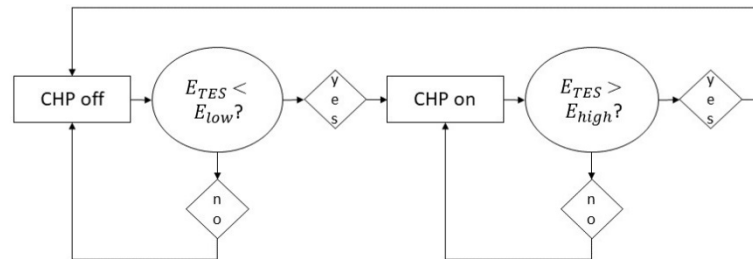 CHP off
E_TES <
E_low?
y
e
s
n
o
CHP on
E_TES >
E_high?
y
e
s
n
o